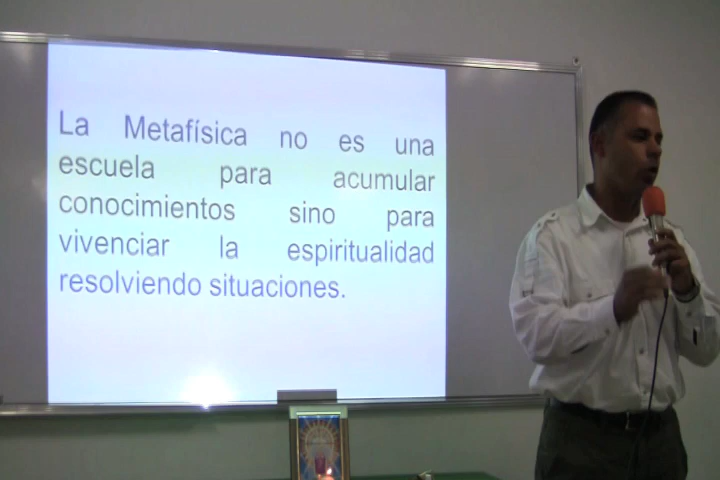 La Metafísica no es una
escuela para acumular
conocimientos sino para
vivenciar la espiritualidad
resolviendo situaciones.